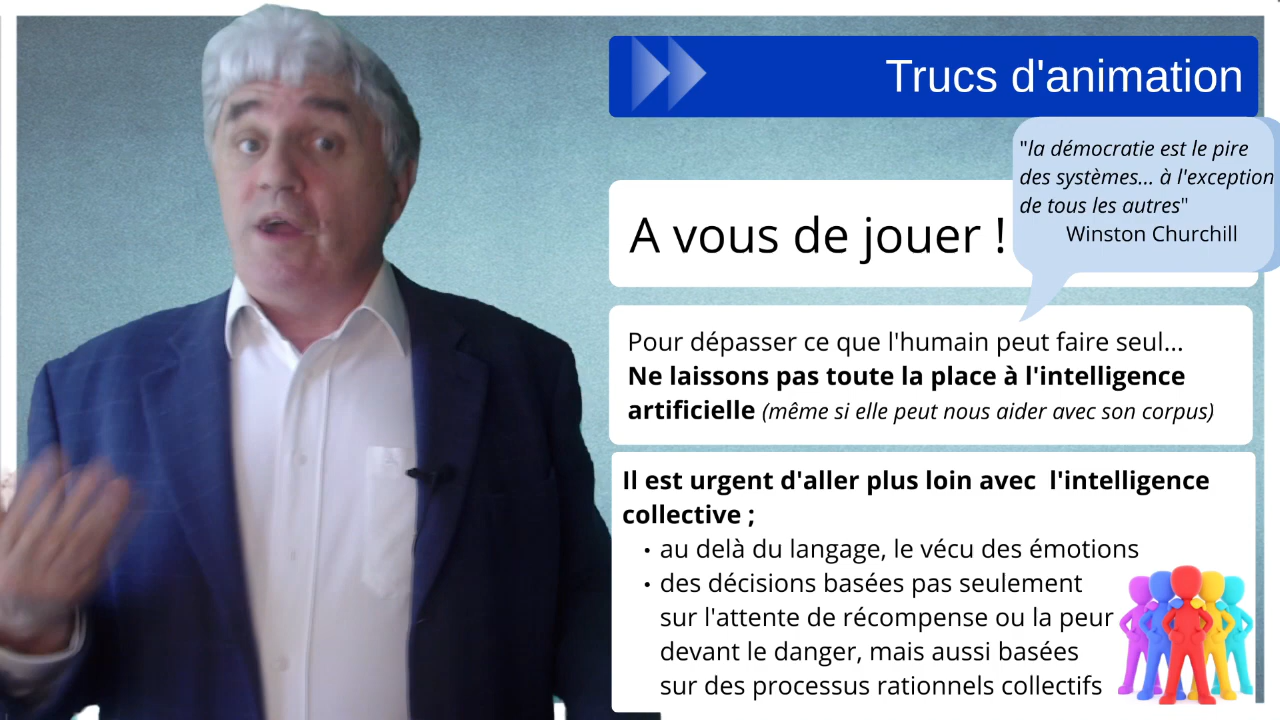 Trucs d'animation
"la démocratie est le pire
des systèmes... à l'exception
de tous les autres"
Winston Churchill
A vous de jouer !
Pour dépasser ce que l'humain peut faire seul...
Ne laissons pas toute la place à l'intelligence
artificielle (même si elle peut nous aider avec son corpus)
Il est urgent d'aller plus loin avec l'intelligence
collective ;
• au delà du langage, le vécu des émotions
• des décisions basées pas seulement
sur l'attente de récompense ou la peur
devant le danger, mais aussi basées
sur des processus rationnels collectifs